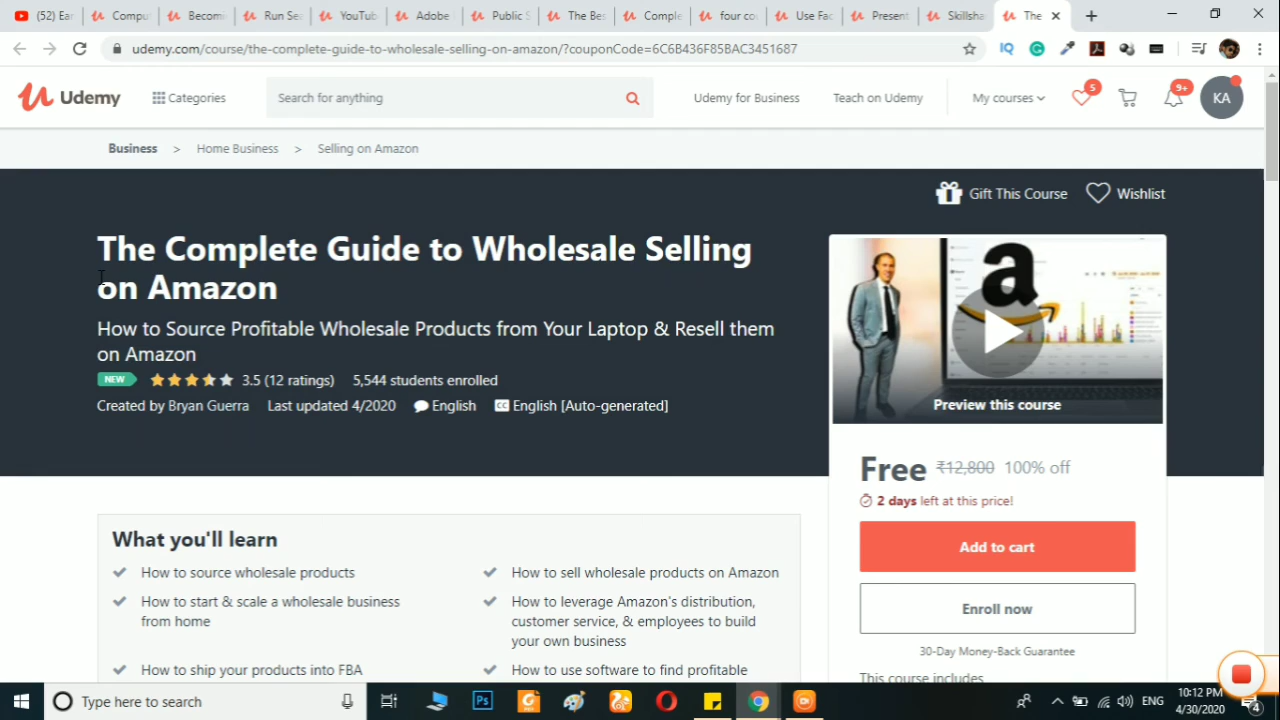 (52) Ear
Compu
Become
Run Se
YouTub
Adobe
Public S
The Bes
Comple
four co
Use Fac
Present
Skillsha
The
udemy.com/course/the-complete-guide-to-wholesale-selling-on-amazon/?couponCode=6C6B436F85BAC3451687
IQ
Udemy
Categories
Search for anything
Udemy for Business
Teach on Udemy
My courses
5
9+
KA
Business > Home Business > Selling on Amazon
Gift This Course
Wishlist
The Complete Guide to Wholesale Selling
on Amazon
How to Source Profitable Wholesale Products from Your Laptop & Resell them
on Amazon
NEW 3.5 (12 ratings) 5,544 students enrolled
Created by Bryan Guerra Last updated 4/2020 English CC English [Auto-generated]
a
Preview this course
Free ₹12,800 100% off
2 days left at this price!
Add to cart
Enroll now
30-Day Money-Back Guarantee
This course includes
What you'll learn
How to source wholesale products
How to start & scale a wholesale business
from home
How to ship your products into FBA
How to sell wholesale products on Amazon
How to leverage Amazon's distribution,
customer service, & employees to build
your own business
How to use software to find profitable
Type here to search
Ps
ENG
10:12 PM
4/30/2020
4